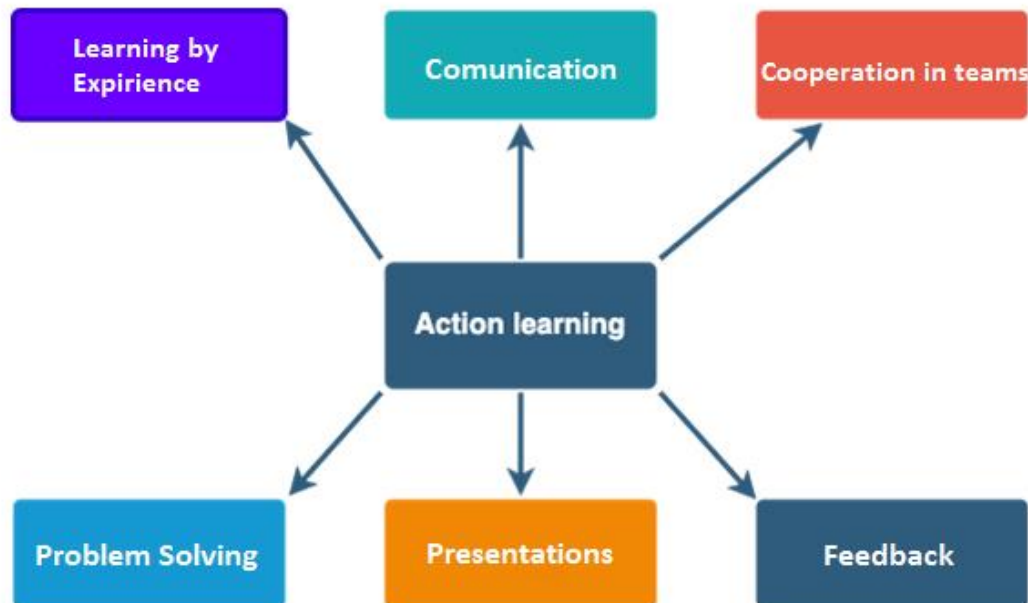 Learning by
Expirience
Comunication
Cooperation in teams
Action learning
Problem Solving
Presentations
Feedback